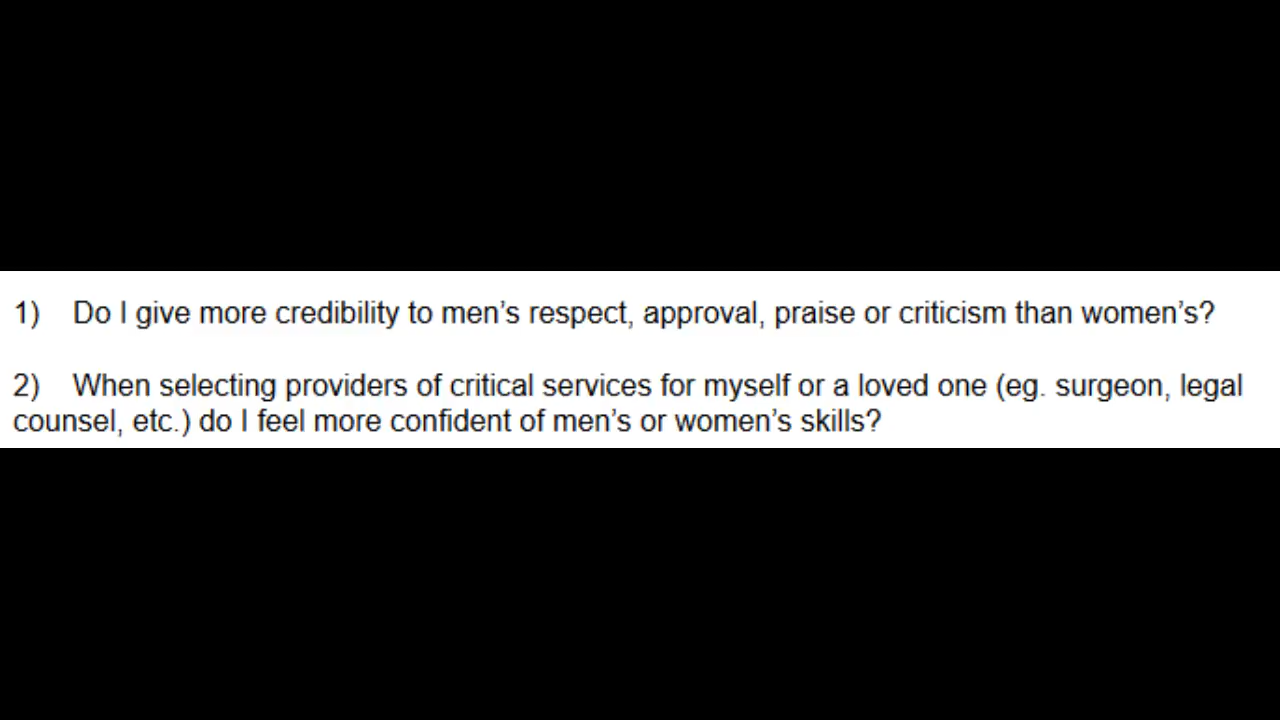 1) Do I give more credibility to men’s respect, approval, praise or criticism than women’s?
2) When selecting providers of critical services for myself or a loved one (eg. surgeon, legal
counsel, etc.) do I feel more confident of men’s or women’s skills?